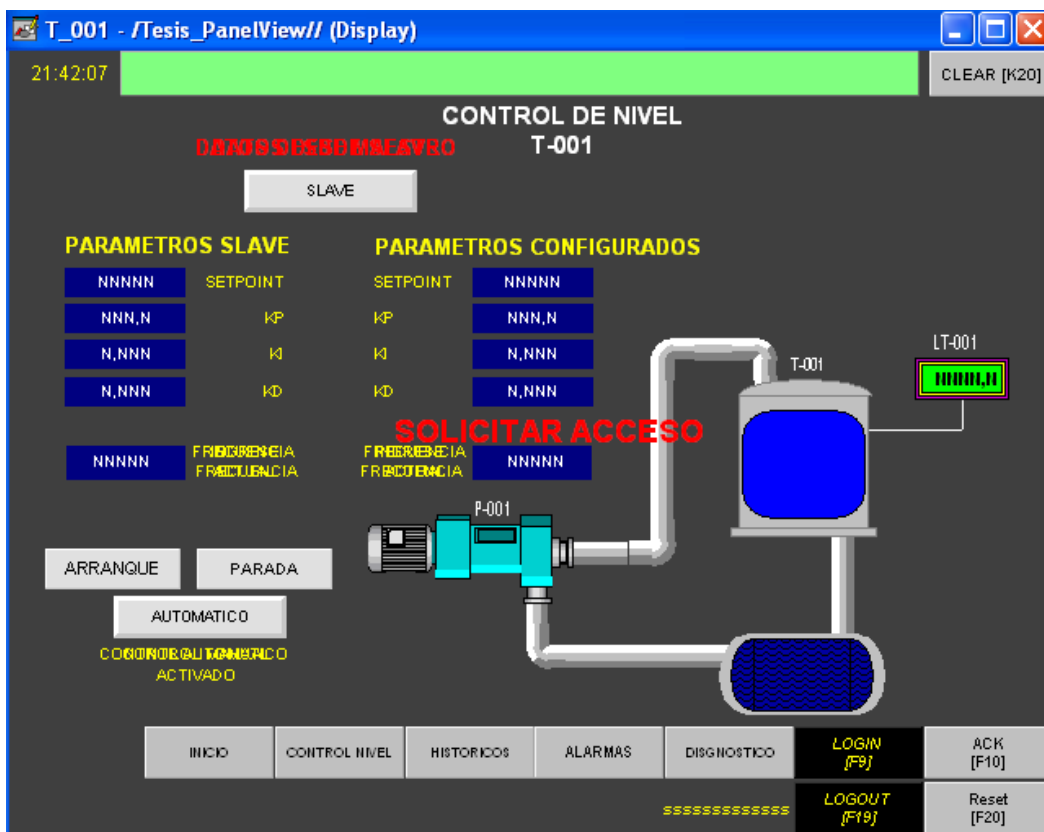 T_001 - /Tesis_PanelView// (Display)
21:42:07
CLEAR [K20]
CONTROL DE NIVEL
T-001
SLAVE
PARAMETROS SLAVE
PARAMETROS CONFIGURADOS
NNNNN SETPOINT SETPOINT NNNNN
NNN,N KP KP NNN,N
N,NNN KI KI N,NNN
N,NNN KD KD N,NNN
LT-001
T-001
NNNN,N
SOLICITAR ACCESO
NNNNN
NNNNN
P-001
ARRANQUE
PARADA
AUTOMATICO
ACTIVADO
INICIO
CONTROL NIVEL
HISTORICOS
ALARMAS
DISGNOSTICO
LOGIN
[F9]
ACK
[F10]
sssssssssssss
LOGOUT
[F19]
Reset
[F20]